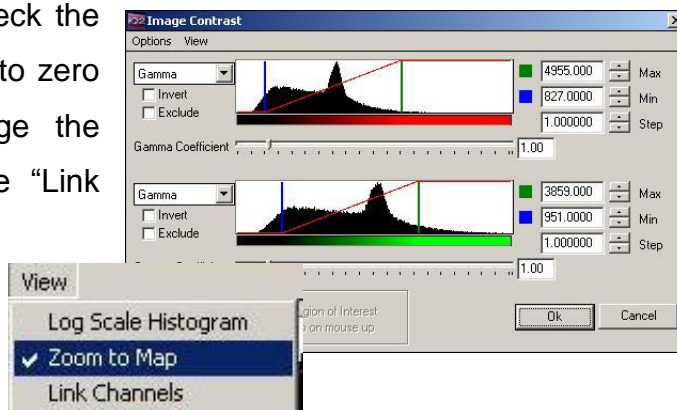 eck the
to zero
ge the
e “Link
Image Contrast
Options View
Gamma
Invert
Exclude
4955.000 Max
827.0000 Min
1.000000 Step
Gamma Coefficient 1.00
Gamma
Invert
Exclude
3859.000 Max
951.0000 Min
1.000000 Step
1.00
gion of Interest
on mouse up
Ok Cancel
View
Log Scale Histogram
Zoom to Map
Link Channels